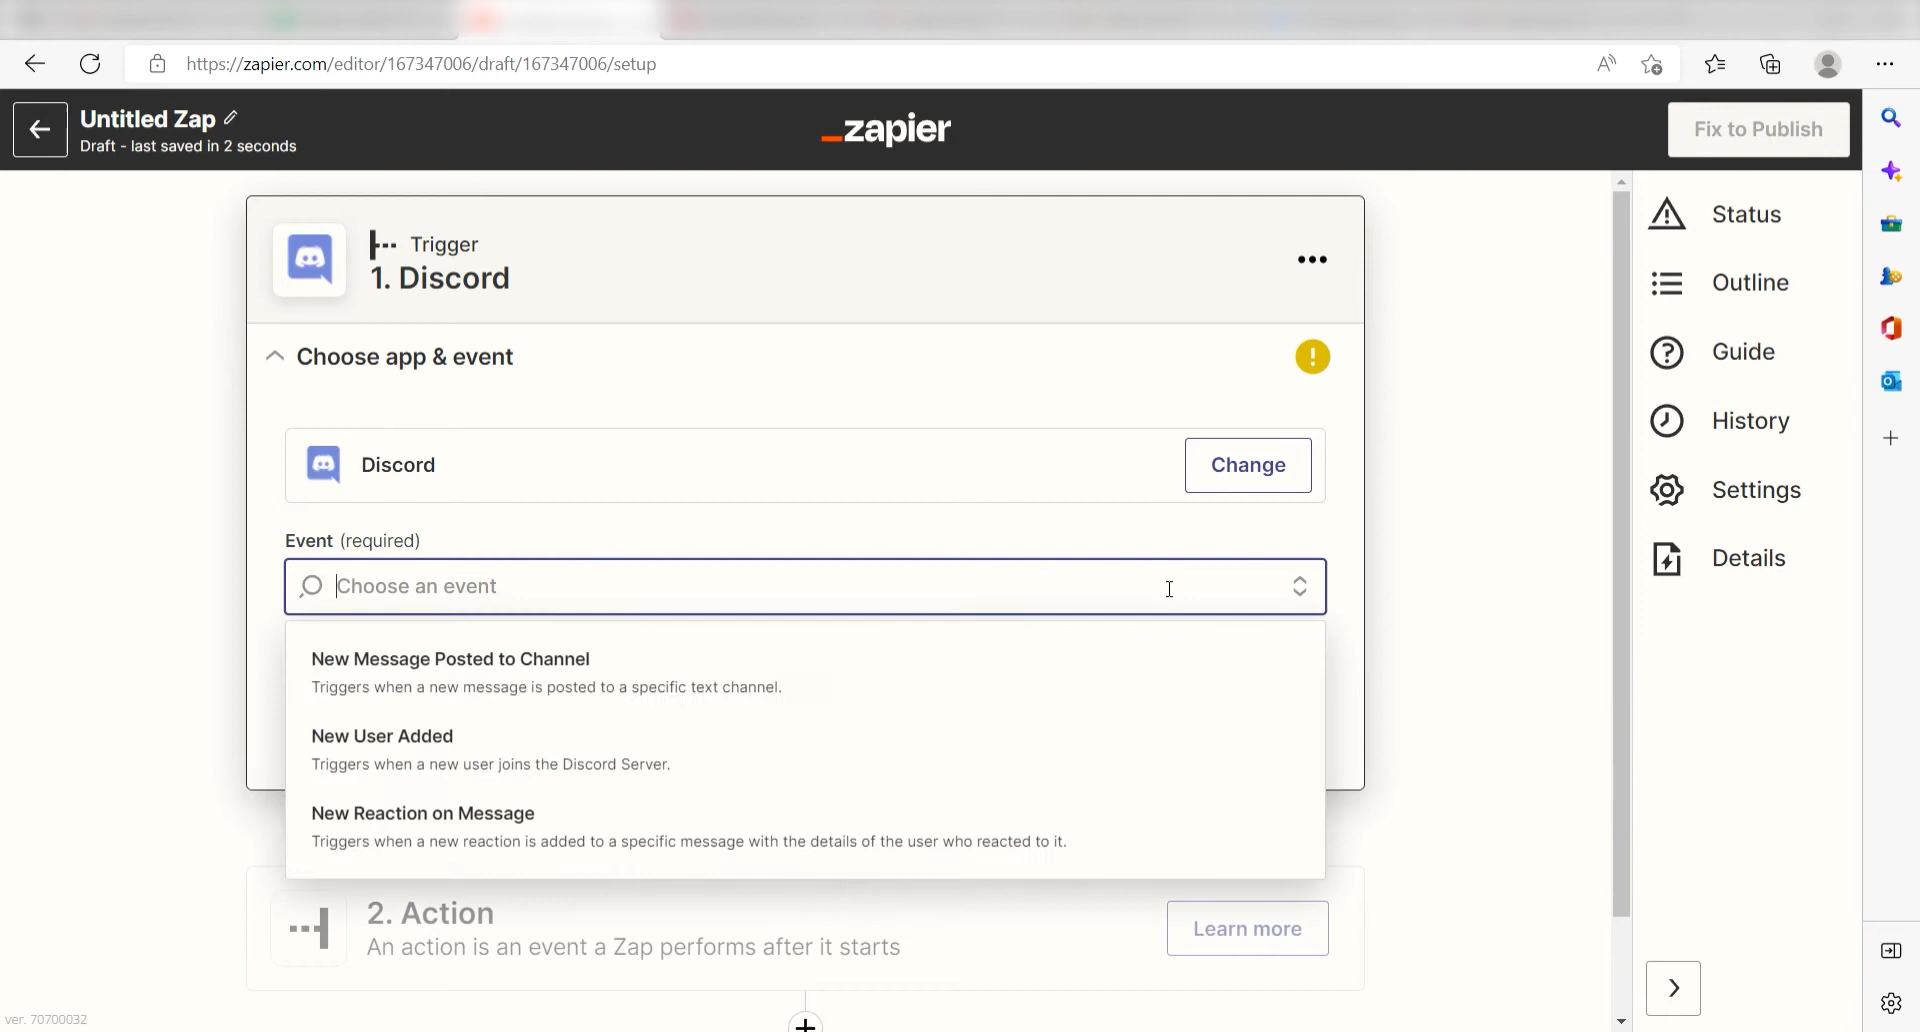 https://zapier.com/editor/167347006/draft/167347006/setup
Untitled Zap
Draft - last saved in 2 seconds
zapier
Fix to Publish
Trigger
1. Discord
Choose app & event
Discord
Change
Event (required)
Choose an event
New Message Posted to Channel
Triggers when a new message is posted to a specific text channel.
New User Added
Triggers when a new user joins the Discord Server.
New Reaction on Message
Triggers when a new reaction is added to a specific message with the details of the user who reacted to it.
2. Action
An action is an event a Zap performs after it starts
Learn more
Status
Outline
Guide
History
Settings
Details
ver. 70700032